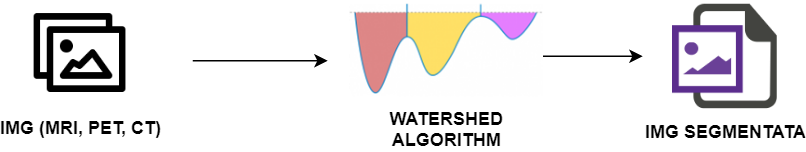 IMG (MRI, PET, CT)
WATERSHED
ALGORITHM
IMG SEGMENTATA